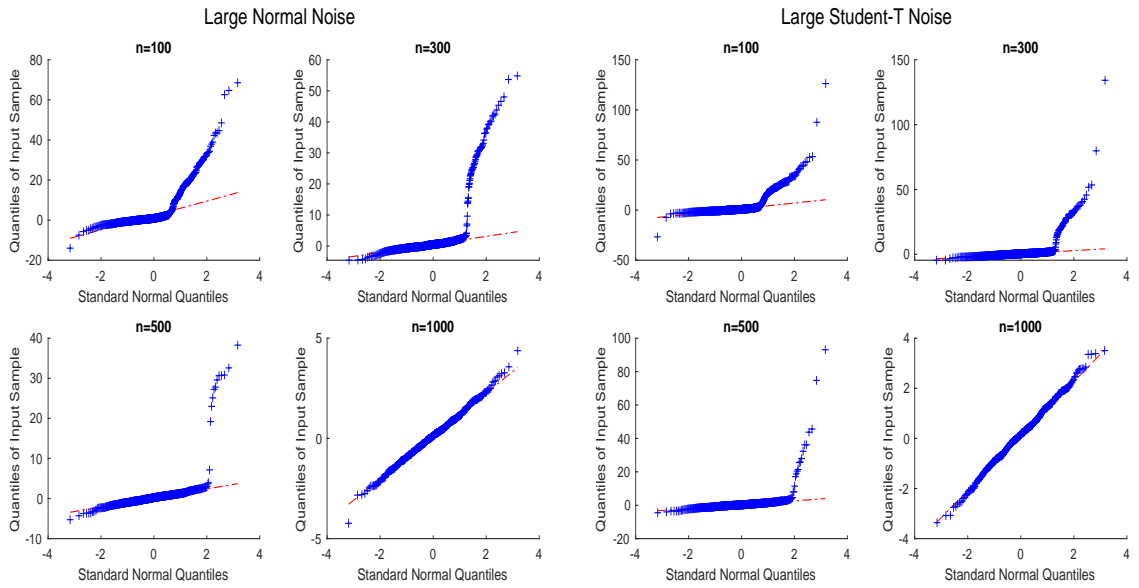 Large Normal Noise
Large Student-T Noise
n=100
Quantiles of Input Sample
80
60
40
20
0
-20
-4 -2 0 2 4
Standard Normal Quantiles
n=300
Quantiles of Input Sample
60
50
40
30
20
10
0
-4 -2 0 2 4
Standard Normal Quantiles
n=100
Quantiles of Input Sample
150
100
50
0
-50
-4 -2 0 2 4
Standard Normal Quantiles
n=300
Quantiles of Input Sample
150
100
50
0
-4 -2 0 2 4
Standard Normal Quantiles
n=500
Quantiles of Input Sample
40
30
20
10
0
-10
-4 -2 0 2 4
Standard Normal Quantiles
n=1000
Quantiles of Input Sample
5
0
-5
-4 -2 0 2 4
Standard Normal Quantiles
n=500
Quantiles of Input Sample
100
80
60
40
20
0
-20
-4 -2 0 2 4
Standard Normal Quantiles
n=1000
Quantiles of Input Sample
4
2
0
-2
-4
-4 -2 0 2 4
Standard Normal Quantiles